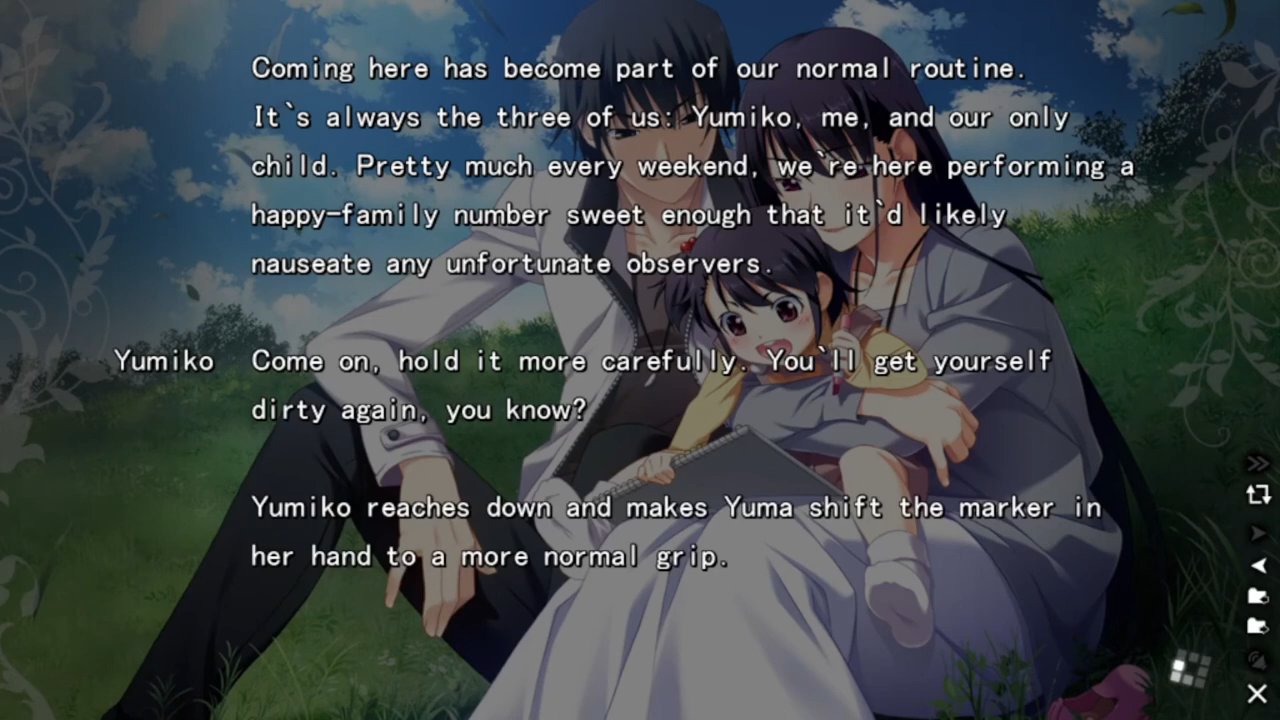 Coming here has become part of our normal routine.
It`s always the three of us: Yumiko, me, and our only
child. Pretty much every weekend, we`re here performing a
happy-family number sweet enough that it`d likely
nauseate any unfortunate observers.
Yumiko Come on, hold it more carefully. You`ll get yourself
dirty again, you know?
Yumiko reaches down and makes Yuma shift the marker in
her hand to a more normal grip.